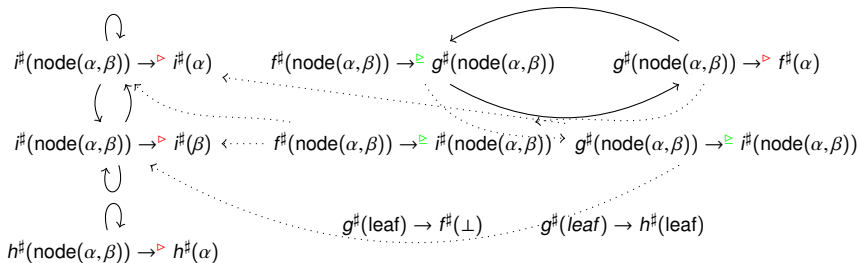 i♯(node(α,β)) →▷ i♯(α) f♯(node(α,β)) →⊵ g♯(node(α,β)) g♯(node(α,β)) →▷ f♯(α)
i♯(node(α,β)) →▷ i♯(β) f♯(node(α,β)) →⊵ i♯(node(α,β)) g♯(node(α,β)) →⊵ i♯(node(α,β))
g♯(leaf) → f♯(⊥) g♯(leaf) → h♯(leaf)
h♯(node(α,β)) →▷ h♯(α)